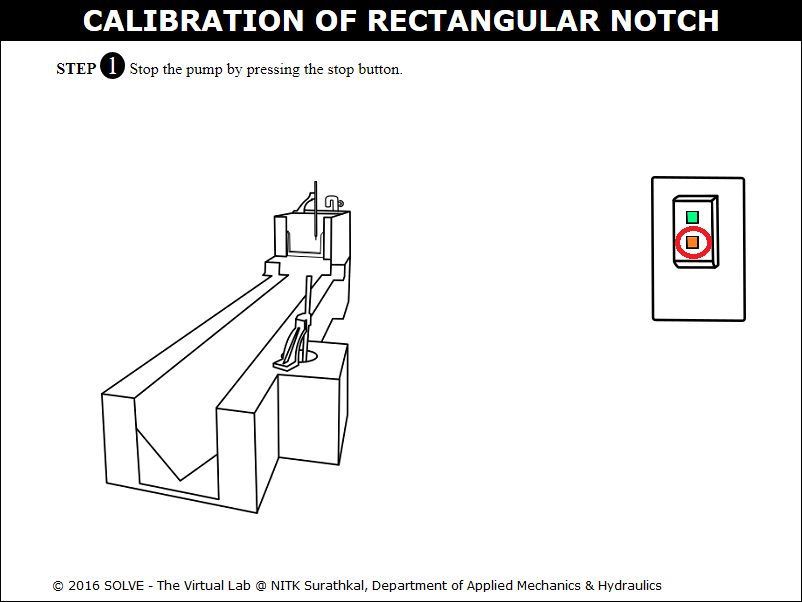 CALIBRATION OF RECTANGULAR NOTCH
STEP 1 Stop the pump by pressing the stop button.
© 2016 SOLVE - The Virtual Lab @ NITK Surathkal, Department of Applied Mechanics & Hydraulics